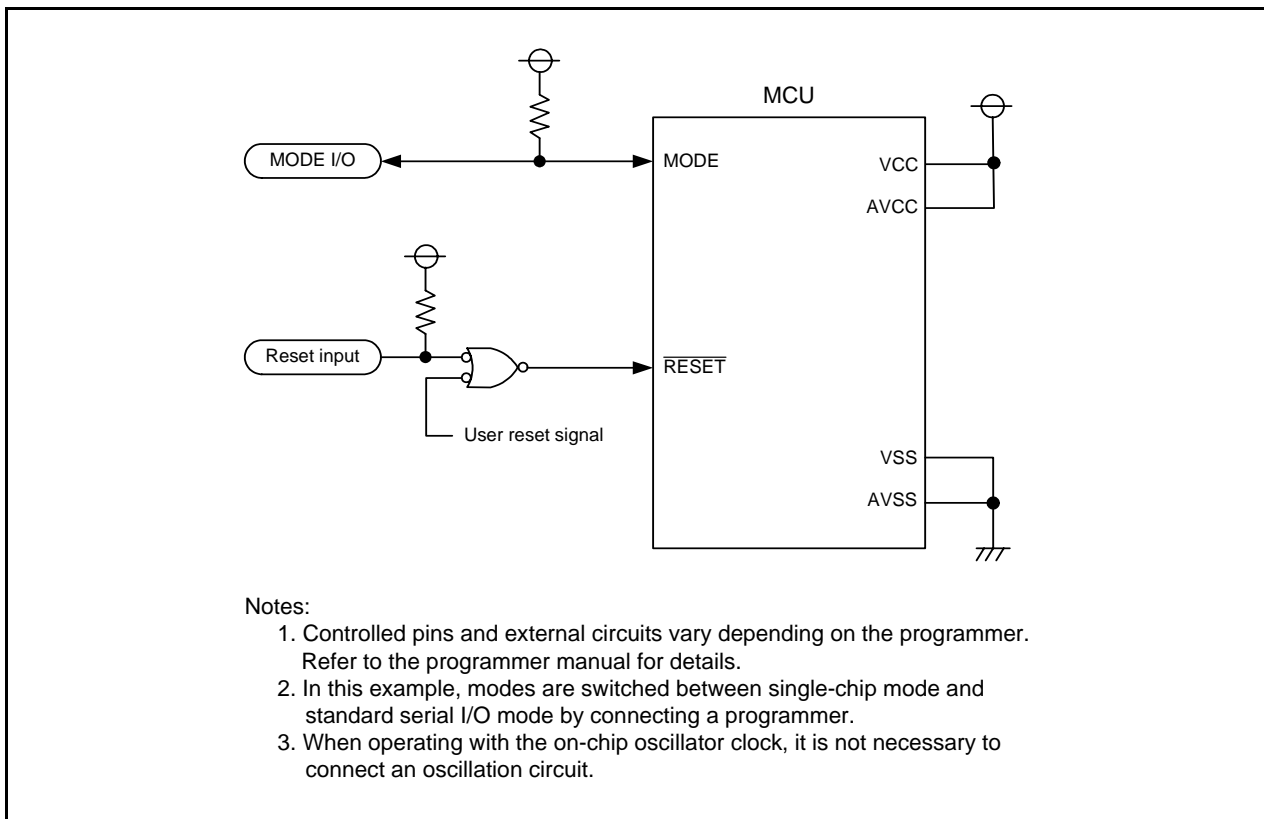 MCU
MODE I/O
MODE
VCC
AVCC
Reset input
RESET
User reset signal
VSS
AVSS
Notes:
1. Controlled pins and external circuits vary depending on the programmer.
Refer to the programmer manual for details.
2. In this example, modes are switched between single-chip mode and
standard serial I/O mode by connecting a programmer.
3. When operating with the on-chip oscillator clock, it is not necessary to
connect an oscillation circuit.